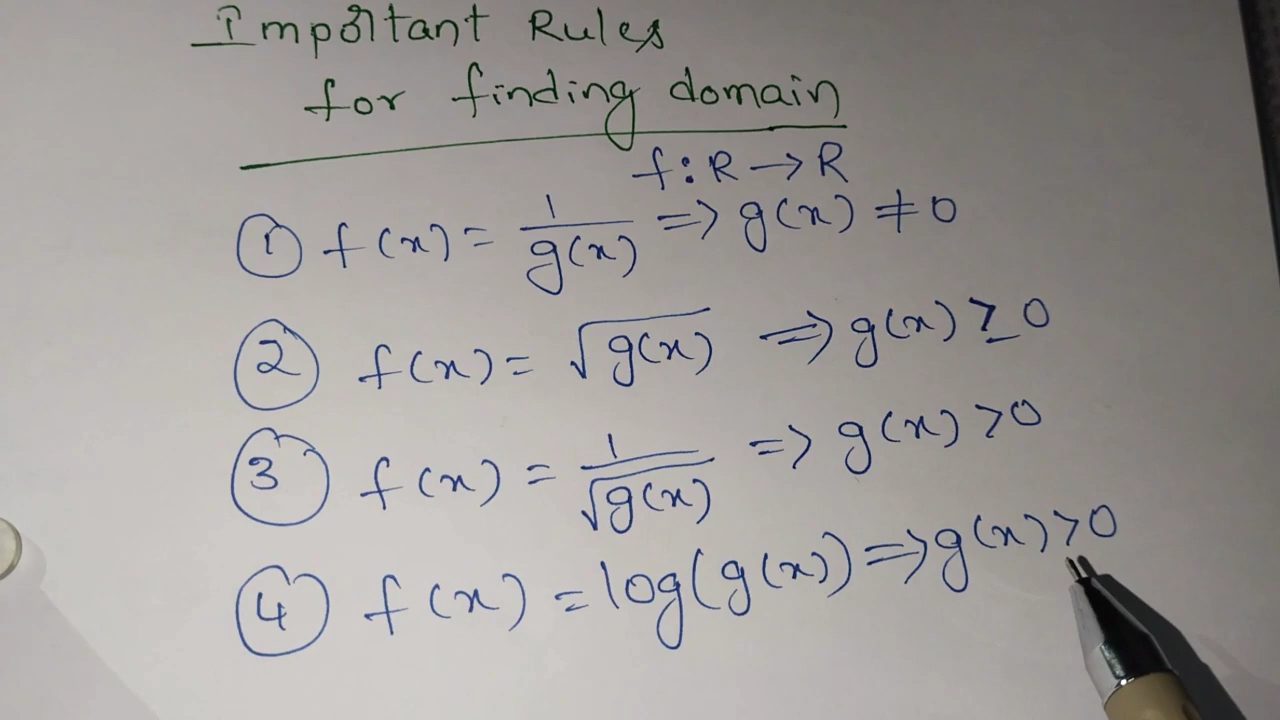 Important Rules
for finding domain
f : R → R
① f(x) = 1/g(x) ⇒ g(x) ≠ 0
② f(x) = √g(x) ⇒ g(x) ≥ 0
③ f(x) = 1/√g(x) ⇒ g(x) > 0
④ f(x) = log(g(x)) ⇒ g(x) > 0